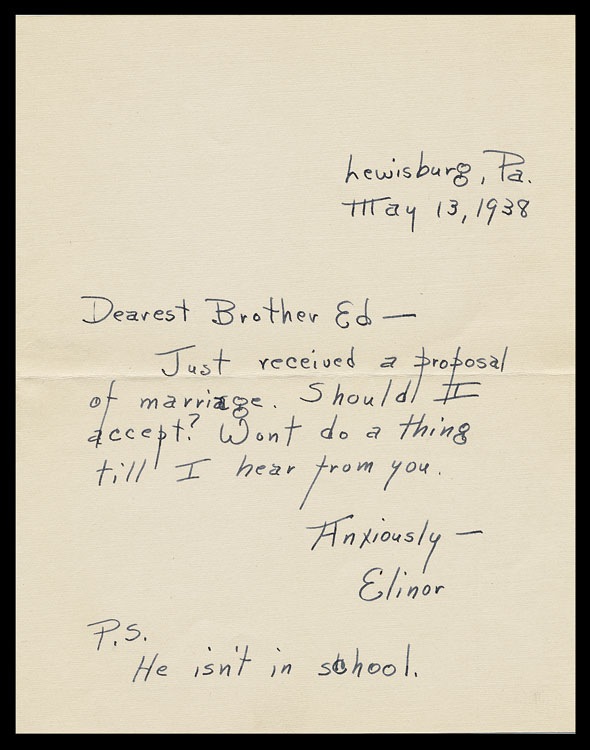 Lewisburg, Pa.
May 13, 1938
Dearest Brother Ed —
Just received a proposal
of marriage. Should I
accept? Wont do a thing
till I hear from you.
Anxiously —
Elinor
P.S.
He isn't in school.